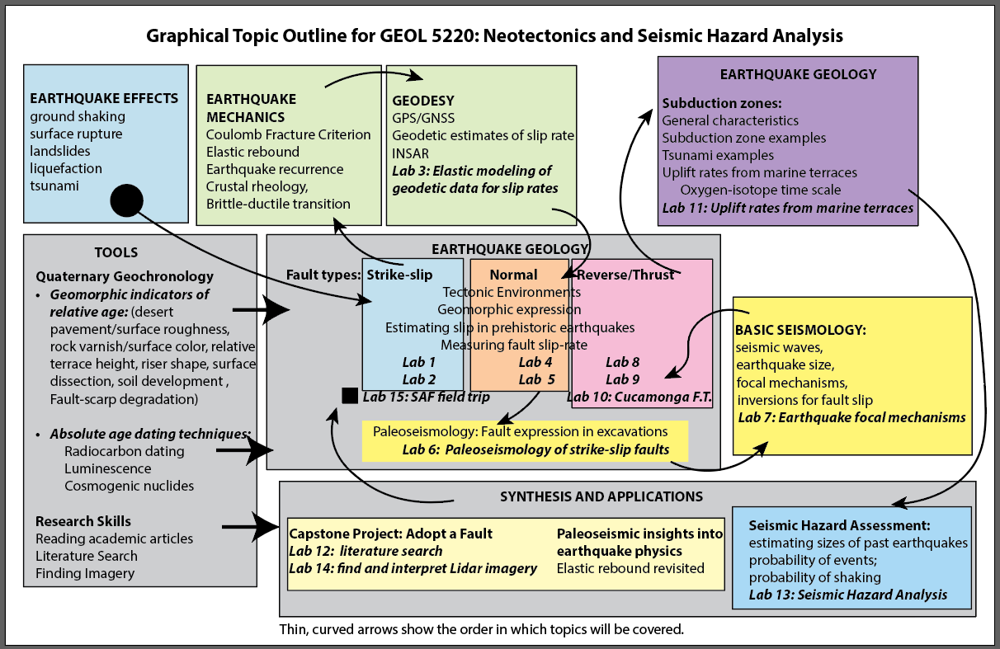 Graphical Topic Outline for GEOL 5220: Neotectonics and Seismic Hazard Analysis
EARTHQUAKE EFFECTS
ground shaking
surface rupture
landslides
liquefaction
tsunami
EARTHQUAKE
MECHANICS
Coulomb Fracture Criterion
Elastic rebound
Earthquake recurrence
Crustal rheology,
Brittle-ductile transition
GEODESY
GPS/GNSS
Geodetic estimates of slip rate
INSAR
Lab 3: Elastic modeling of
geodetic data for slip rates
EARTHQUAKE GEOLOGY
Subduction zones:
General characteristics
Subduction zone examples
Tsunami examples
Uplift rates from marine terraces
Oxygen-isotope time scale
Lab 11: Uplift rates from marine terraces
TOOLS
Quaternary Geochronology
• Geomorphic indicators of
relative age: (desert
pavement/surface roughness,
rock varnish/surface color, relative
terrace height, riser shape, surface
dissection, soil development ,
Fault-scarp degradation)
• Absolute age dating techniques:
Radiocarbon dating
Luminescence
Cosmogenic nuclides
Research Skills
Reading academic articles
Literature Search
Finding Imagery
EARTHQUAKE GEOLOGY
Fault types: Strike-slip Normal Reverse/Thrust
Tectonic Environments
Geomorphic expression
Estimating slip in prehistoric earthquakes
Measuring fault slip-rate
Lab 1 Lab 4 Lab 8
Lab 2 Lab 5 Lab 9
Lab 15: SAF field trip Lab 10: Cucamonga F.T.
Paleoseismology: Fault expression in excavations
Lab 6: Paleoseismology of strike-slip faults
BASIC SEISMOLOGY:
seismic waves,
earthquake size,
focal mechanisms,
inversions for fault slip
Lab 7: Earthquake focal mechanisms
SYNTHESIS AND APPLICATIONS
Capstone Project: Adopt a Fault
Lab 12: literature search
Lab 14: find and interpret Lidar imagery
Paleoseismic insights into
earthquake physics
Elastic rebound revisited
Seismic Hazard Assessment:
estimating sizes of past earthquakes
probability of events;
probability of shaking
Lab 13: Seismic Hazard Analysis
Thin, curved arrows show the order in which topics will be covered.